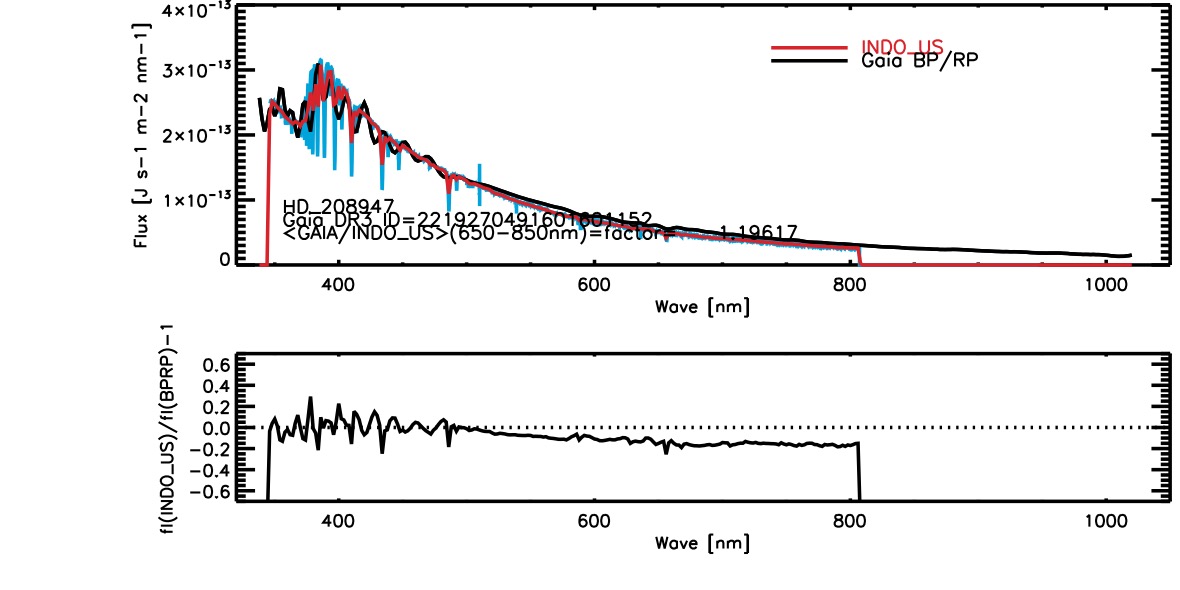 4×10−13
3×10−13
2×10−13
1×10−13
0
Flux [J s−1 m−2 nm−1]
INDO_US
Gaia BP/RP
HD_208947
Gaia DR3 ID=2219270491601601152
<GAIA/INDO_US>(650−850nm)=factor= 1.19617
400 600 800 1000
Wave [nm]
fl(INDO_US)/fl(BPRP)−1
0.6
0.4
0.2
0.0
−0.2
−0.4
−0.6
400 600 800 1000
Wave [nm]